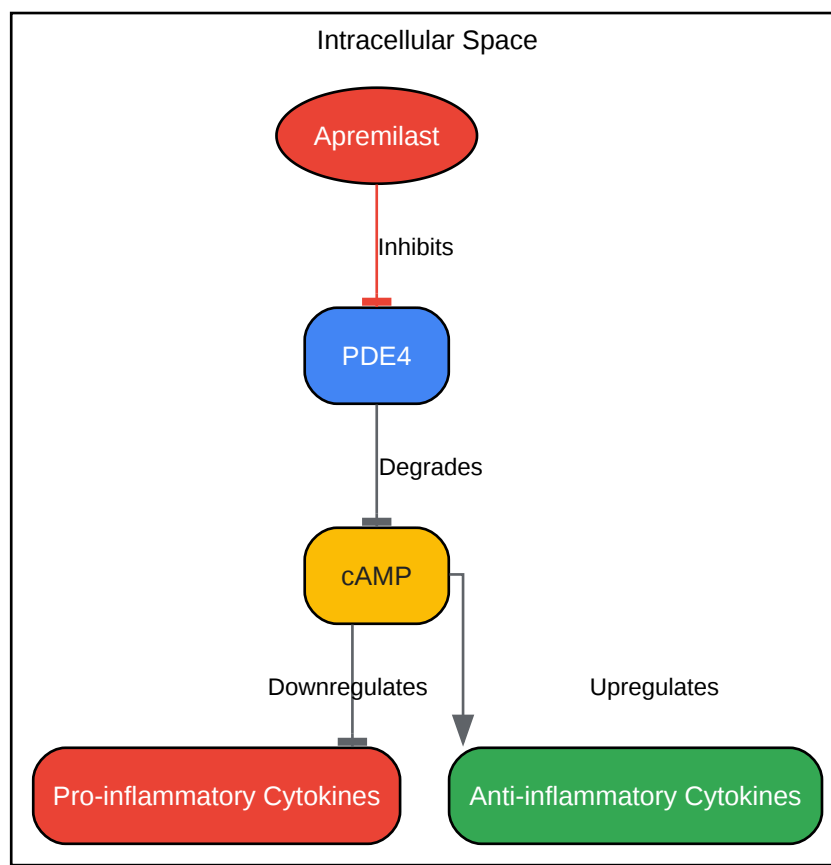 Intracellular Space
Apremilast
Inhibits
PDE4
Degrades
cAMP
Downregulates
Upregulates
Pro-inflammatory Cytokines
Anti-inflammatory Cytokines